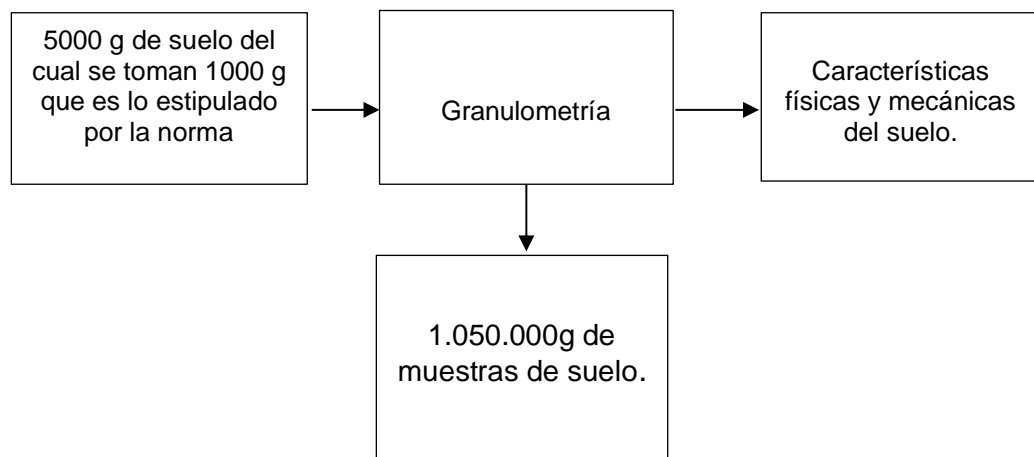 5000 g de suelo del
cual se toman 1000 g
que es lo estipulado
por la norma
Granulometría
Características
físicas y mecánicas
del suelo.
1.050.000g de
muestras de suelo.